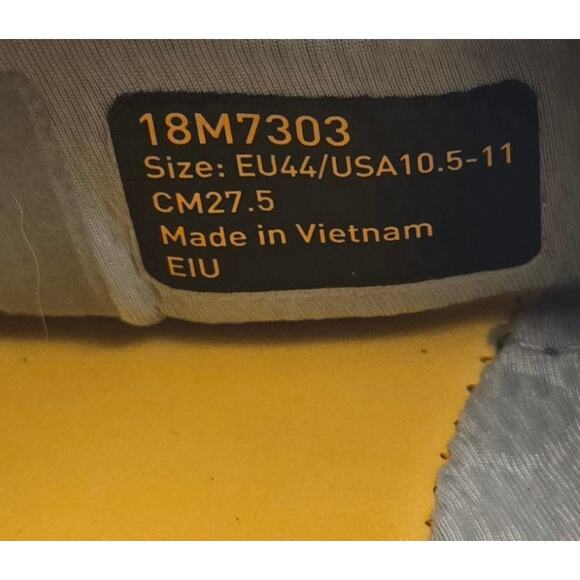 18M7303
Size: EU44/USA10.5-11
CM27.5
Made in Vietnam
EIU